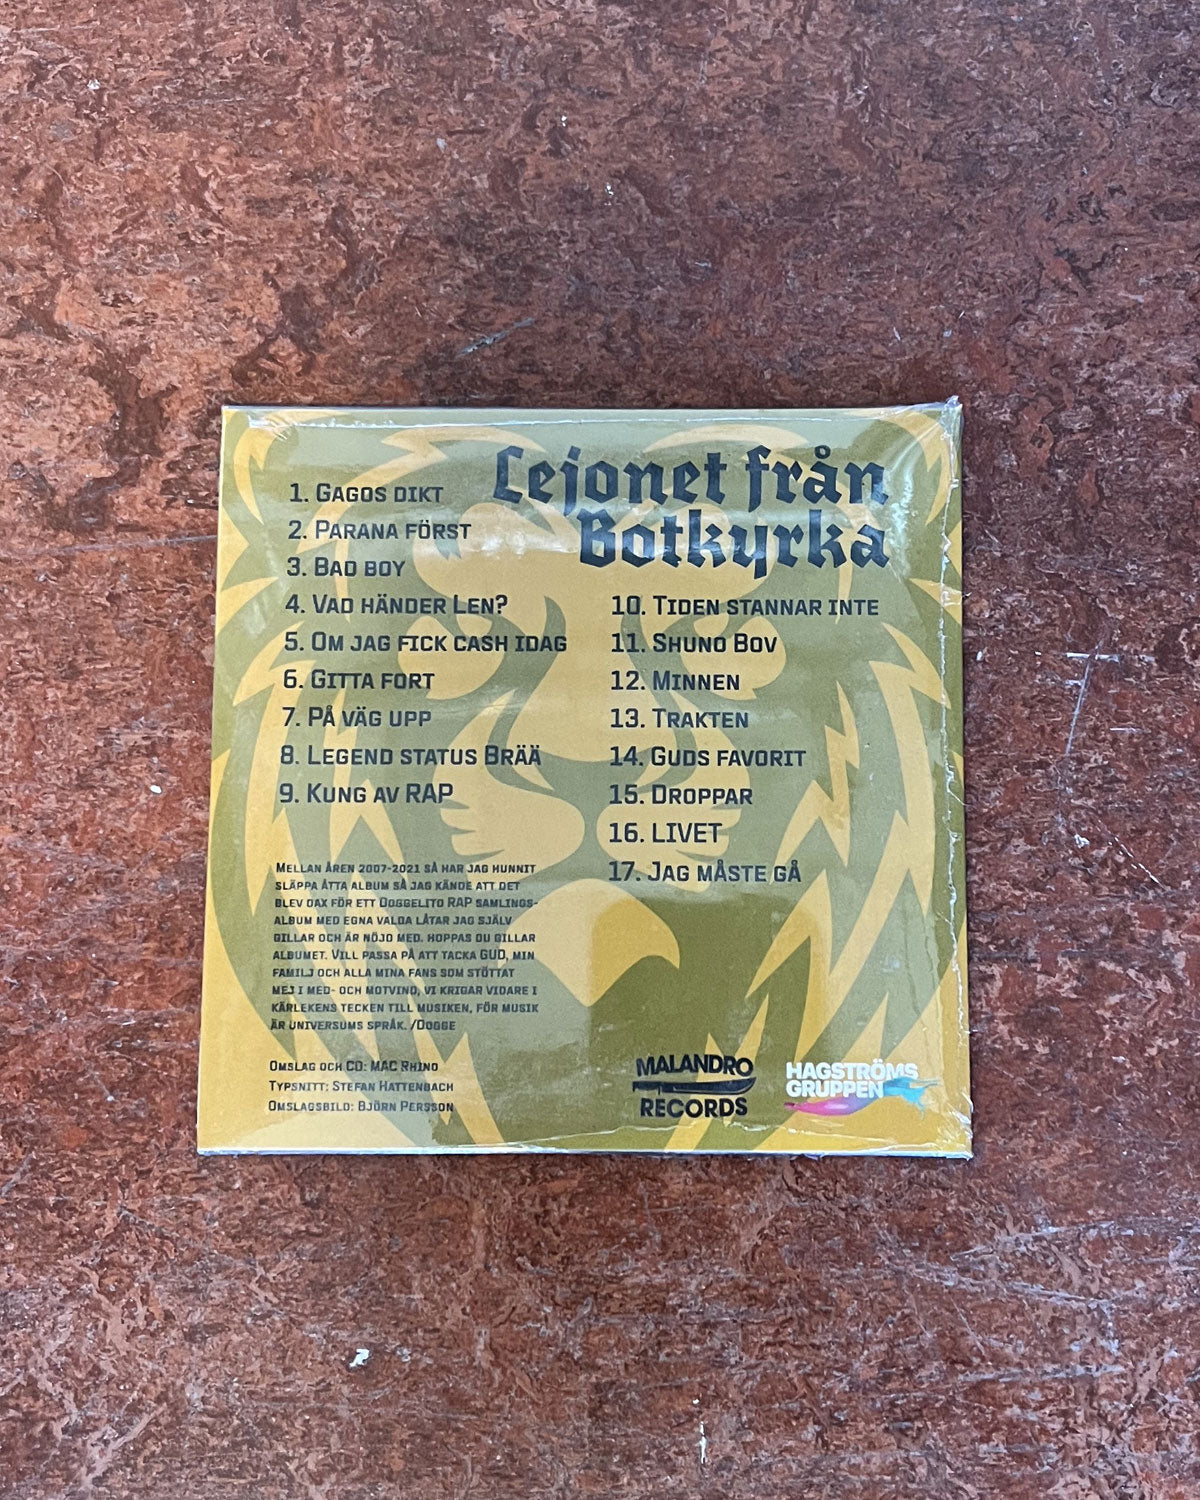 Lejonet från
Botkyrka
1. Gagos dikt
2. Parana först
3. Bad boy
4. Vad händer Len?
5. Om jag fick cash idag
6. Gitta fort
7. På väg upp
8. Legend status Brää
9. Kung av RAP
10. Tiden stannar inte
11. Shuno Bov
12. Minnen
13. Trakten
14. Guds favorit
15. Droppar
16. LIVET
17. Jag måste gå
Mellan åren 2007-2021 så har jag hunnit
släppa åtta album så jag kände att det
blev dax för ett Doggelito RAP samlings-
album med egna valda låtar jag själv
gillar och är nöjd med. hoppas du gillar
albumet. Vill passa på att tacka GUD, min
familj och alla mina fans som stöttat
mej i med- och motvind, vi krigar vidare i
kärlekens tecken till musiken, för musik
är universums språk. /Dogge
Omslag och CD: MAC Rhino
Typsnitt: Stefan Hattenbach
Omslagsbild: Björn Persson
MALANDRO
RECORDS
HAGSTRÖMS
GRUPPEN